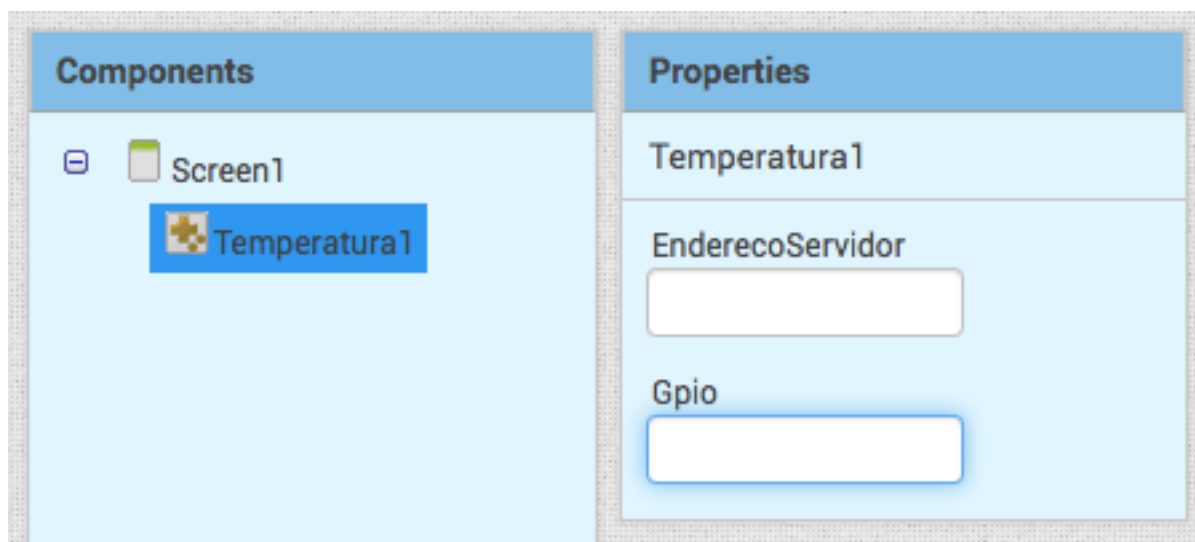 Components
Screen1
Temperatura1
Properties
Temperatura1
EnderecoServidor
Gpio